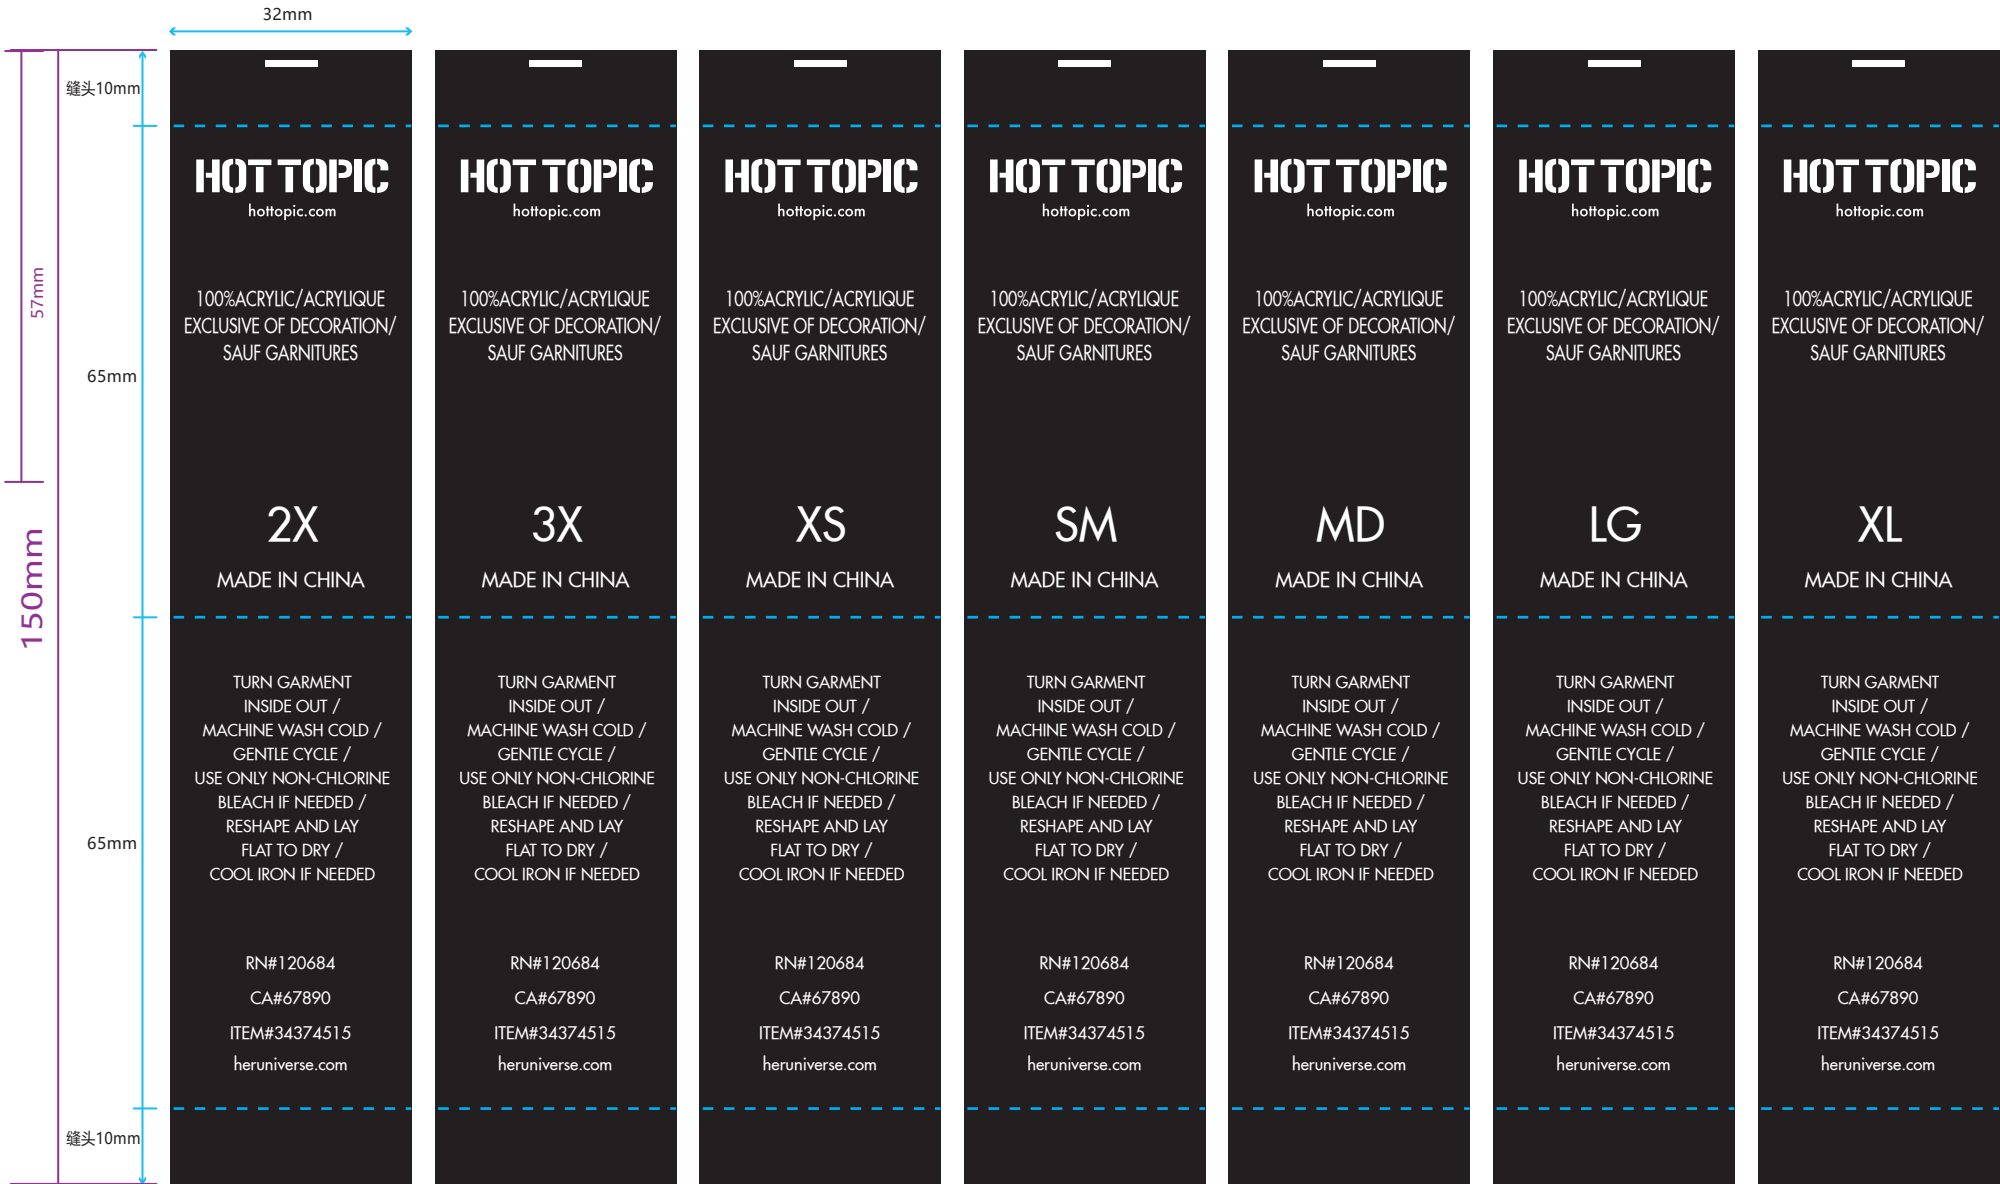 32mm
缝头10mm
57mm
65mm
150mm
65mm
缝头10mm
HOT TOPIC
hottopic.com
100%ACRYLIC/ACRYLIQUE
EXCLUSIVE OF DECORATION/
SAUF GARNITURES
2X
MADE IN CHINA
TURN GARMENT
INSIDE OUT /
MACHINE WASH COLD /
GENTLE CYCLE /
USE ONLY NON-CHLORINE
BLEACH IF NEEDED /
RESHAPE AND LAY
FLAT TO DRY /
COOL IRON IF NEEDED
RN#120684
CA#67890
ITEM#34374515
heruniverse.com
HOT TOPIC
hottopic.com
100%ACRYLIC/ACRYLIQUE
EXCLUSIVE OF DECORATION/
SAUF GARNITURES
3X
MADE IN CHINA
TURN GARMENT
INSIDE OUT /
MACHINE WASH COLD /
GENTLE CYCLE /
USE ONLY NON-CHLORINE
BLEACH IF NEEDED /
RESHAPE AND LAY
FLAT TO DRY /
COOL IRON IF NEEDED
RN#120684
CA#67890
ITEM#34374515
heruniverse.com
HOT TOPIC
hottopic.com
100%ACRYLIC/ACRYLIQUE
EXCLUSIVE OF DECORATION/
SAUF GARNITURES
XS
MADE IN CHINA
TURN GARMENT
INSIDE OUT /
MACHINE WASH COLD /
GENTLE CYCLE /
USE ONLY NON-CHLORINE
BLEACH IF NEEDED /
RESHAPE AND LAY
FLAT TO DRY /
COOL IRON IF NEEDED
RN#120684
CA#67890
ITEM#34374515
heruniverse.com
HOT TOPIC
hottopic.com
100%ACRYLIC/ACRYLIQUE
EXCLUSIVE OF DECORATION/
SAUF GARNITURES
SM
MADE IN CHINA
TURN GARMENT
INSIDE OUT /
MACHINE WASH COLD /
GENTLE CYCLE /
USE ONLY NON-CHLORINE
BLEACH IF NEEDED /
RESHAPE AND LAY
FLAT TO DRY /
COOL IRON IF NEEDED
RN#120684
CA#67890
ITEM#34374515
heruniverse.com
HOT TOPIC
hottopic.com
100%ACRYLIC/ACRYLIQUE
EXCLUSIVE OF DECORATION/
SAUF GARNITURES
MD
MADE IN CHINA
TURN GARMENT
INSIDE OUT /
MACHINE WASH COLD /
GENTLE CYCLE /
USE ONLY NON-CHLORINE
BLEACH IF NEEDED /
RESHAPE AND LAY
FLAT TO DRY /
COOL IRON IF NEEDED
RN#120684
CA#67890
ITEM#34374515
heruniverse.com
HOT TOPIC
hottopic.com
100%ACRYLIC/ACRYLIQUE
EXCLUSIVE OF DECORATION/
SAUF GARNITURES
LG
MADE IN CHINA
TURN GARMENT
INSIDE OUT /
MACHINE WASH COLD /
GENTLE CYCLE /
USE ONLY NON-CHLORINE
BLEACH IF NEEDED /
RESHAPE AND LAY
FLAT TO DRY /
COOL IRON IF NEEDED
RN#120684
CA#67890
ITEM#34374515
heruniverse.com
HOT TOPIC
hottopic.com
100%ACRYLIC/ACRYLIQUE
EXCLUSIVE OF DECORATION/
SAUF GARNITURES
XL
MADE IN CHINA
TURN GARMENT
INSIDE OUT /
MACHINE WASH COLD /
GENTLE CYCLE /
USE ONLY NON-CHLORINE
BLEACH IF NEEDED /
RESHAPE AND LAY
FLAT TO DRY /
COOL IRON IF NEEDED
RN#120684
CA#67890
ITEM#34374515
heruniverse.com